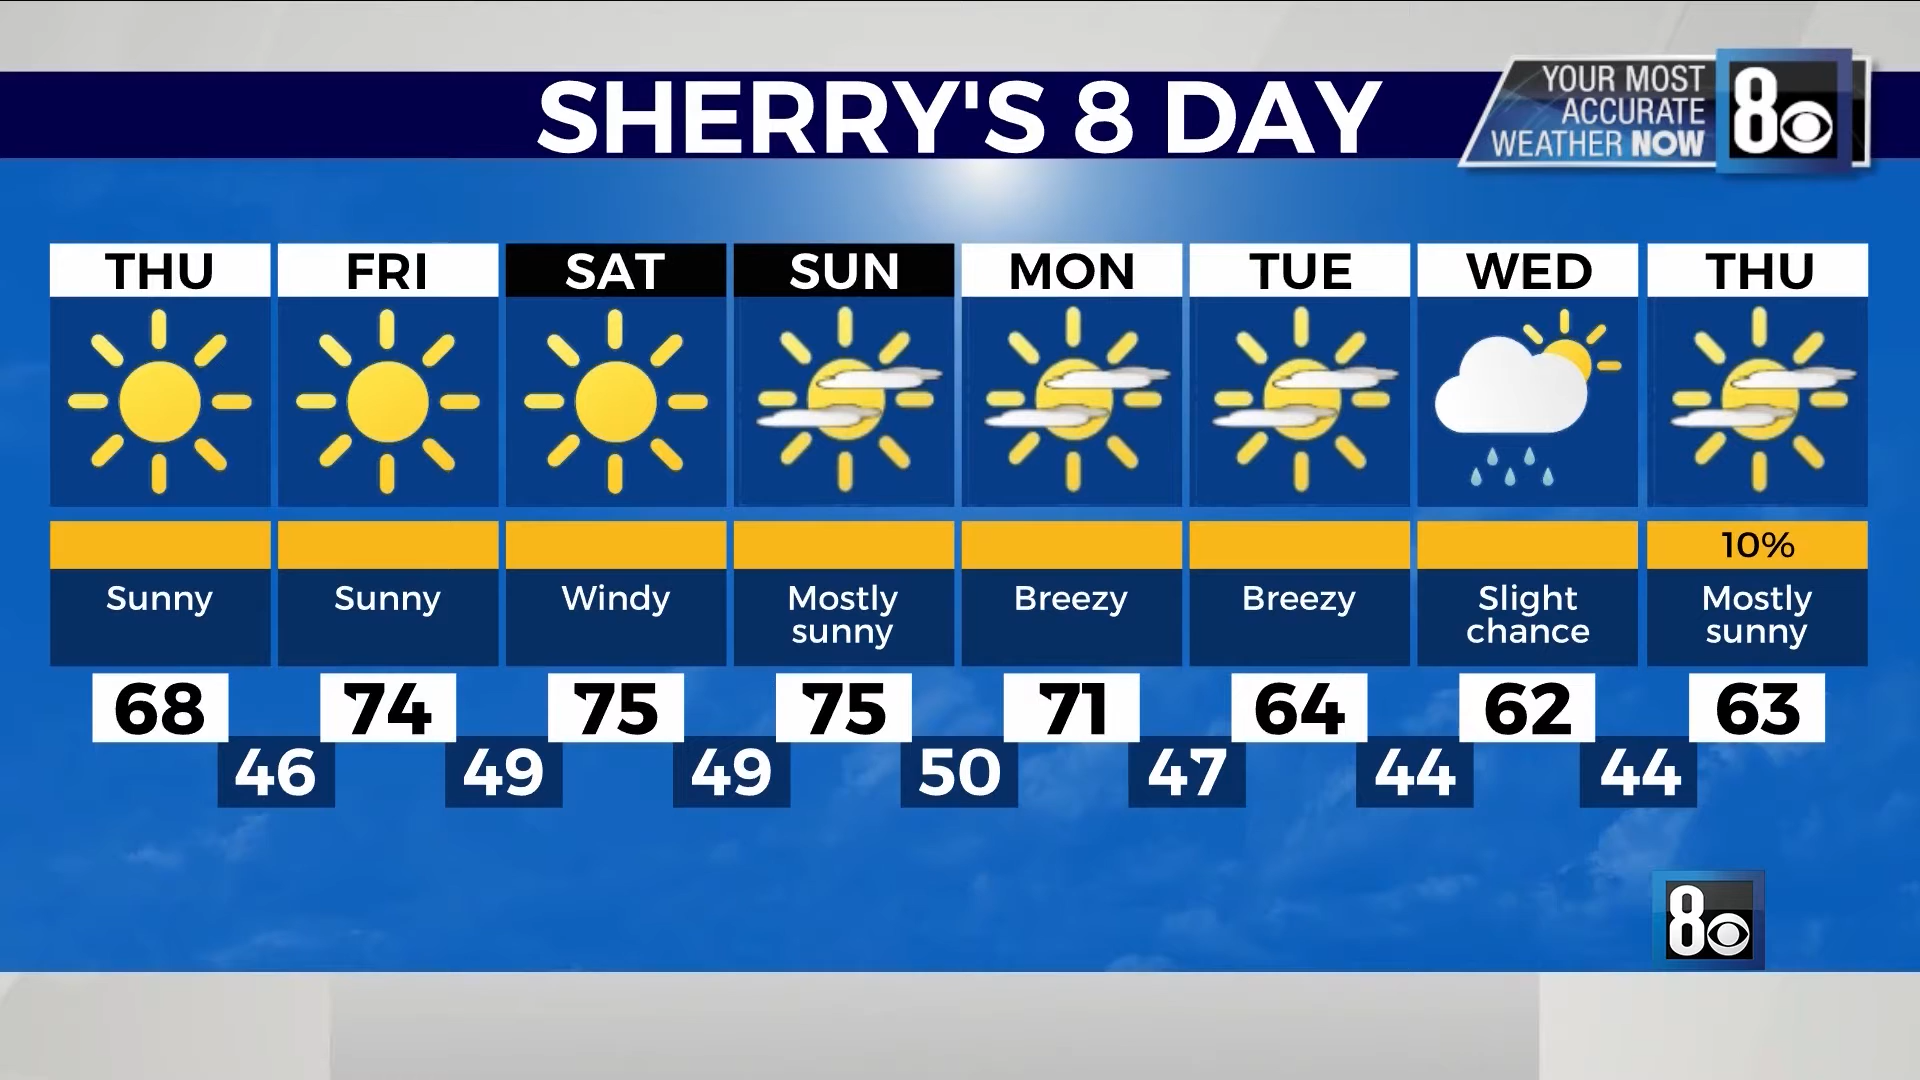 SHERRY'S 8 DAY
YOUR MOST
ACCURATE
WEATHER NOW
8
THU
FRI
SAT
SUN
MON
TUE
WED
THU
10%
Sunny
Sunny
Windy
Mostly
sunny
Breezy
Breezy
Slight
chance
Mostly
sunny
68
74
75
75
71
64
62
63
46
49
49
50
47
44
44
8